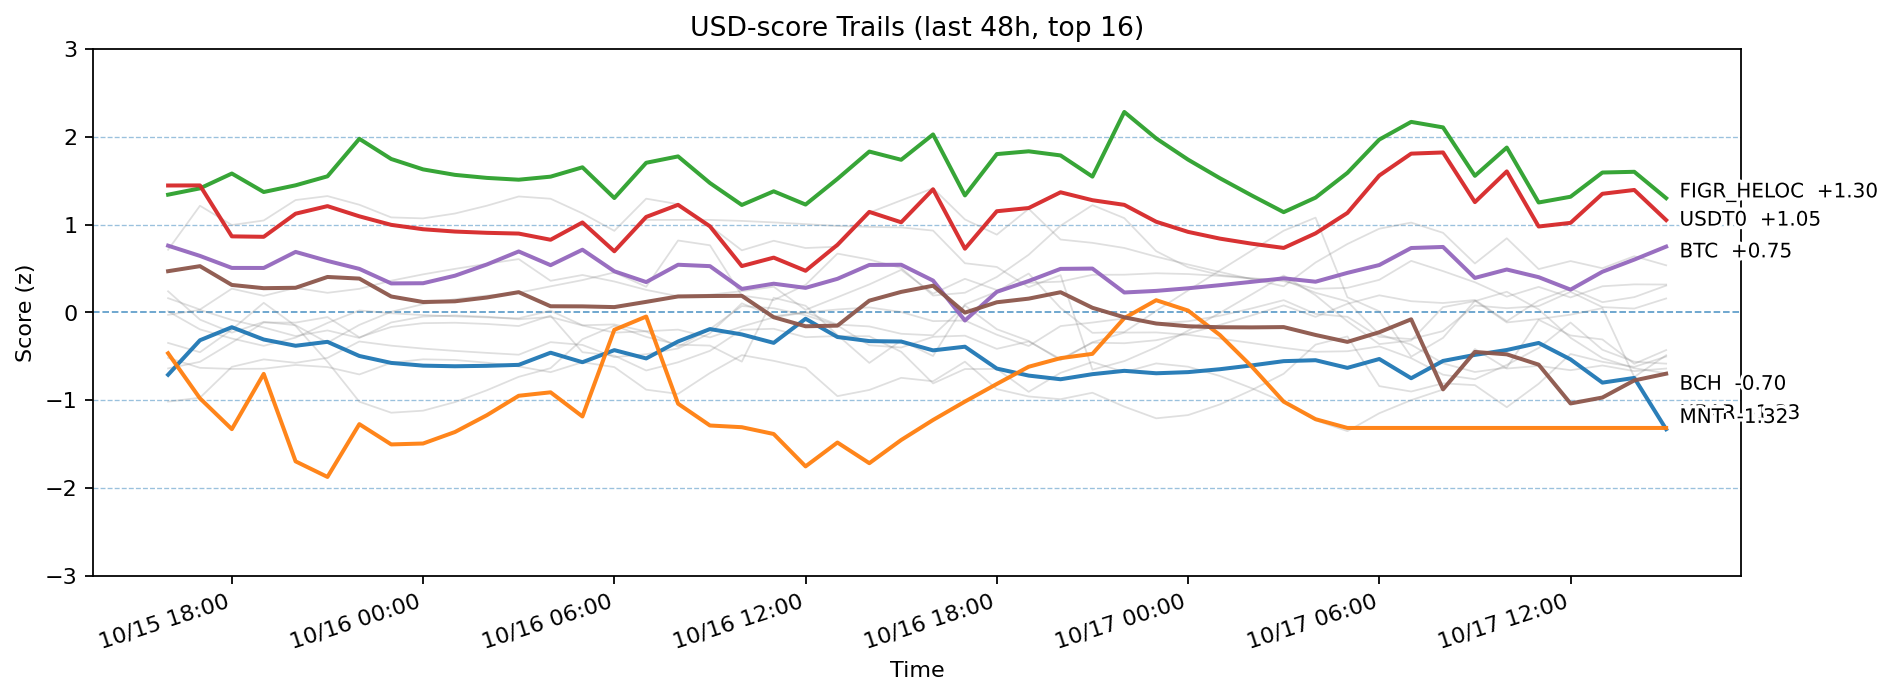 USD-score Trails (last 48h, top 16)
3
2
1
0
−1
−2
−3
Score (z)
FIGR_HELOC +1.30
USDT0 +1.05
BTC +0.75
BCH -0.70
MNT
10/15 18:00
10/16 00:00
10/16 06:00
10/16 12:00
10/16 18:00
10/17 00:00
10/17 06:00
10/17 12:00
Time